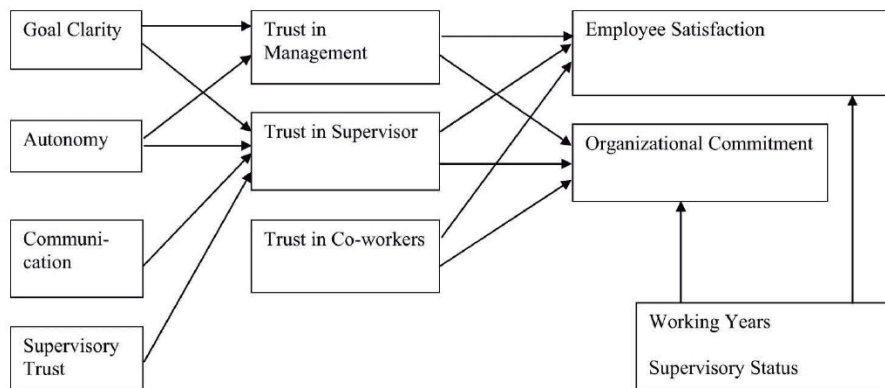 Goal Clarity
Trust in
Management
Employee Satisfaction
Autonomy
Trust in Supervisor
Organizational Commitment
Communi-
cation
Trust in Co-workers
Supervisory
Trust
Working Years
Supervisory Status